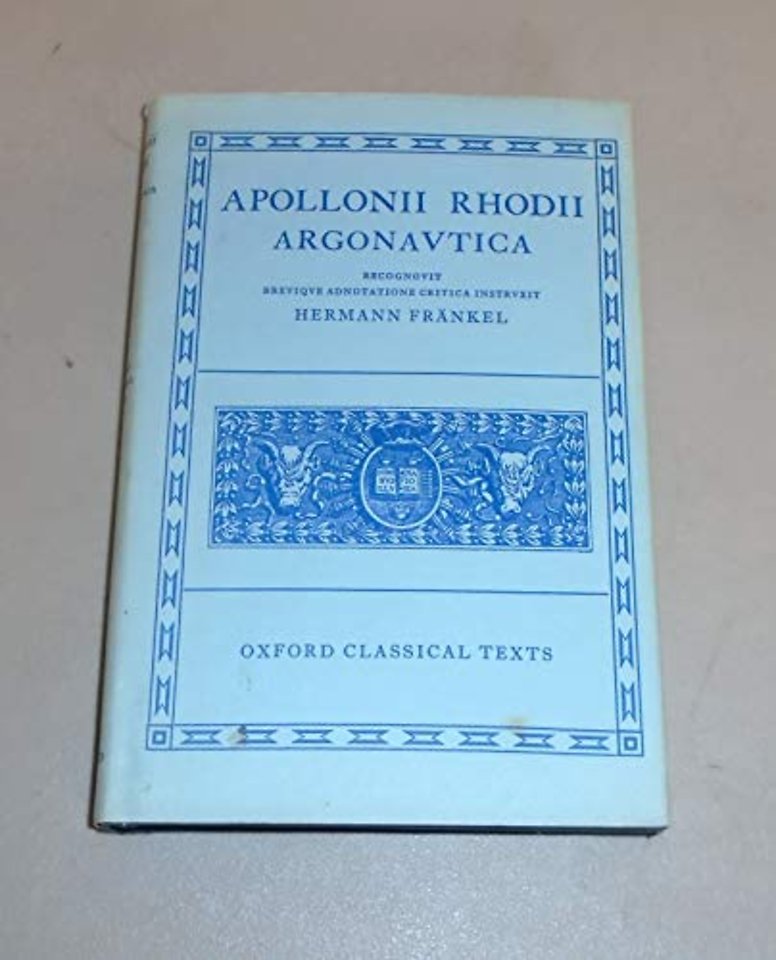 APOLLONII RHODII
ARGONAVTICA
RECOGNOVIT
BREVIQVE ADNOTATIONE CRITICA INSTRVXIT
HERMANN FRÄNKEL
OXFORD CLASSICAL TEXTS